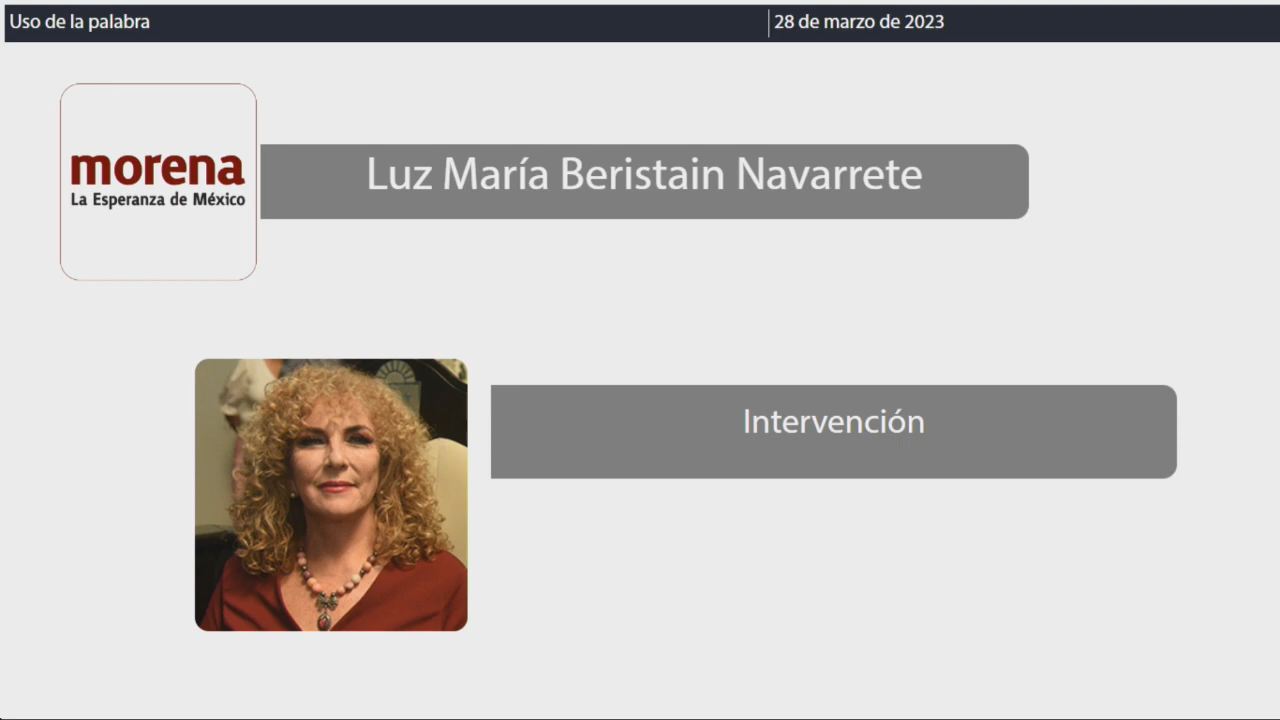 Uso de la palabra
28 de marzo de 2023
morena
La Esperanza de México
Luz María Beristain Navarrete
Intervención